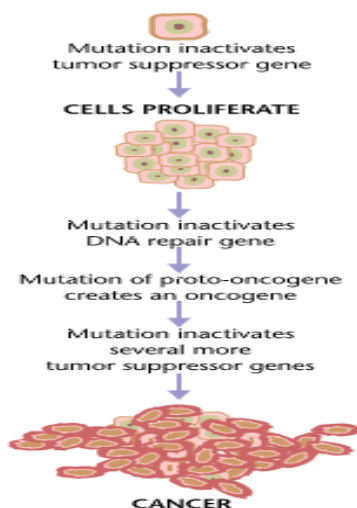 Mutation inactivates
tumor suppressor gene
CELLS PROLIFERATE
Mutation inactivates
DNA repair gene
Mutation of proto-oncogene
creates an oncogene
Mutation inactivates
several more
tumor suppressor genes
CANCER